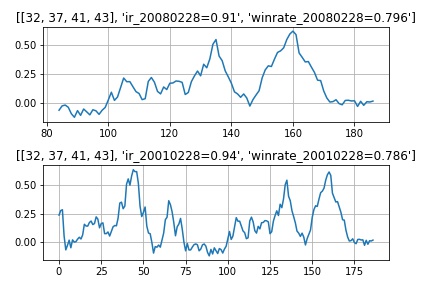 [[32, 37, 41, 43], 'ir_20080228=0.91', 'winrate_20080228=0.796']
0.50
0.25
0.00
80 100 120 140 160 180
[[32, 37, 41, 43], 'ir_20010228=0.94', 'winrate_20010228=0.786']
0.50
0.25
0.00
0 25 50 75 100 125 150 175